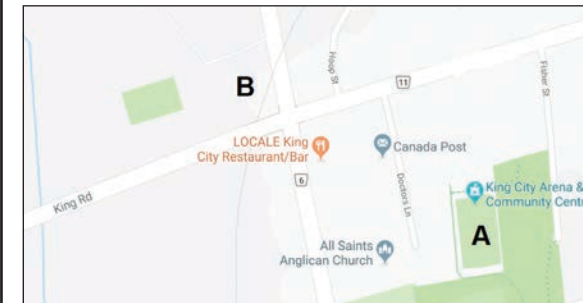 Hoop St
11
Fisher St
B
LOCALE King
City Restaurant/Bar
Canada Post
6
King Rd
Doctors Ln
King City Arena &
Community Cent
A
All Saints
Anglican Church